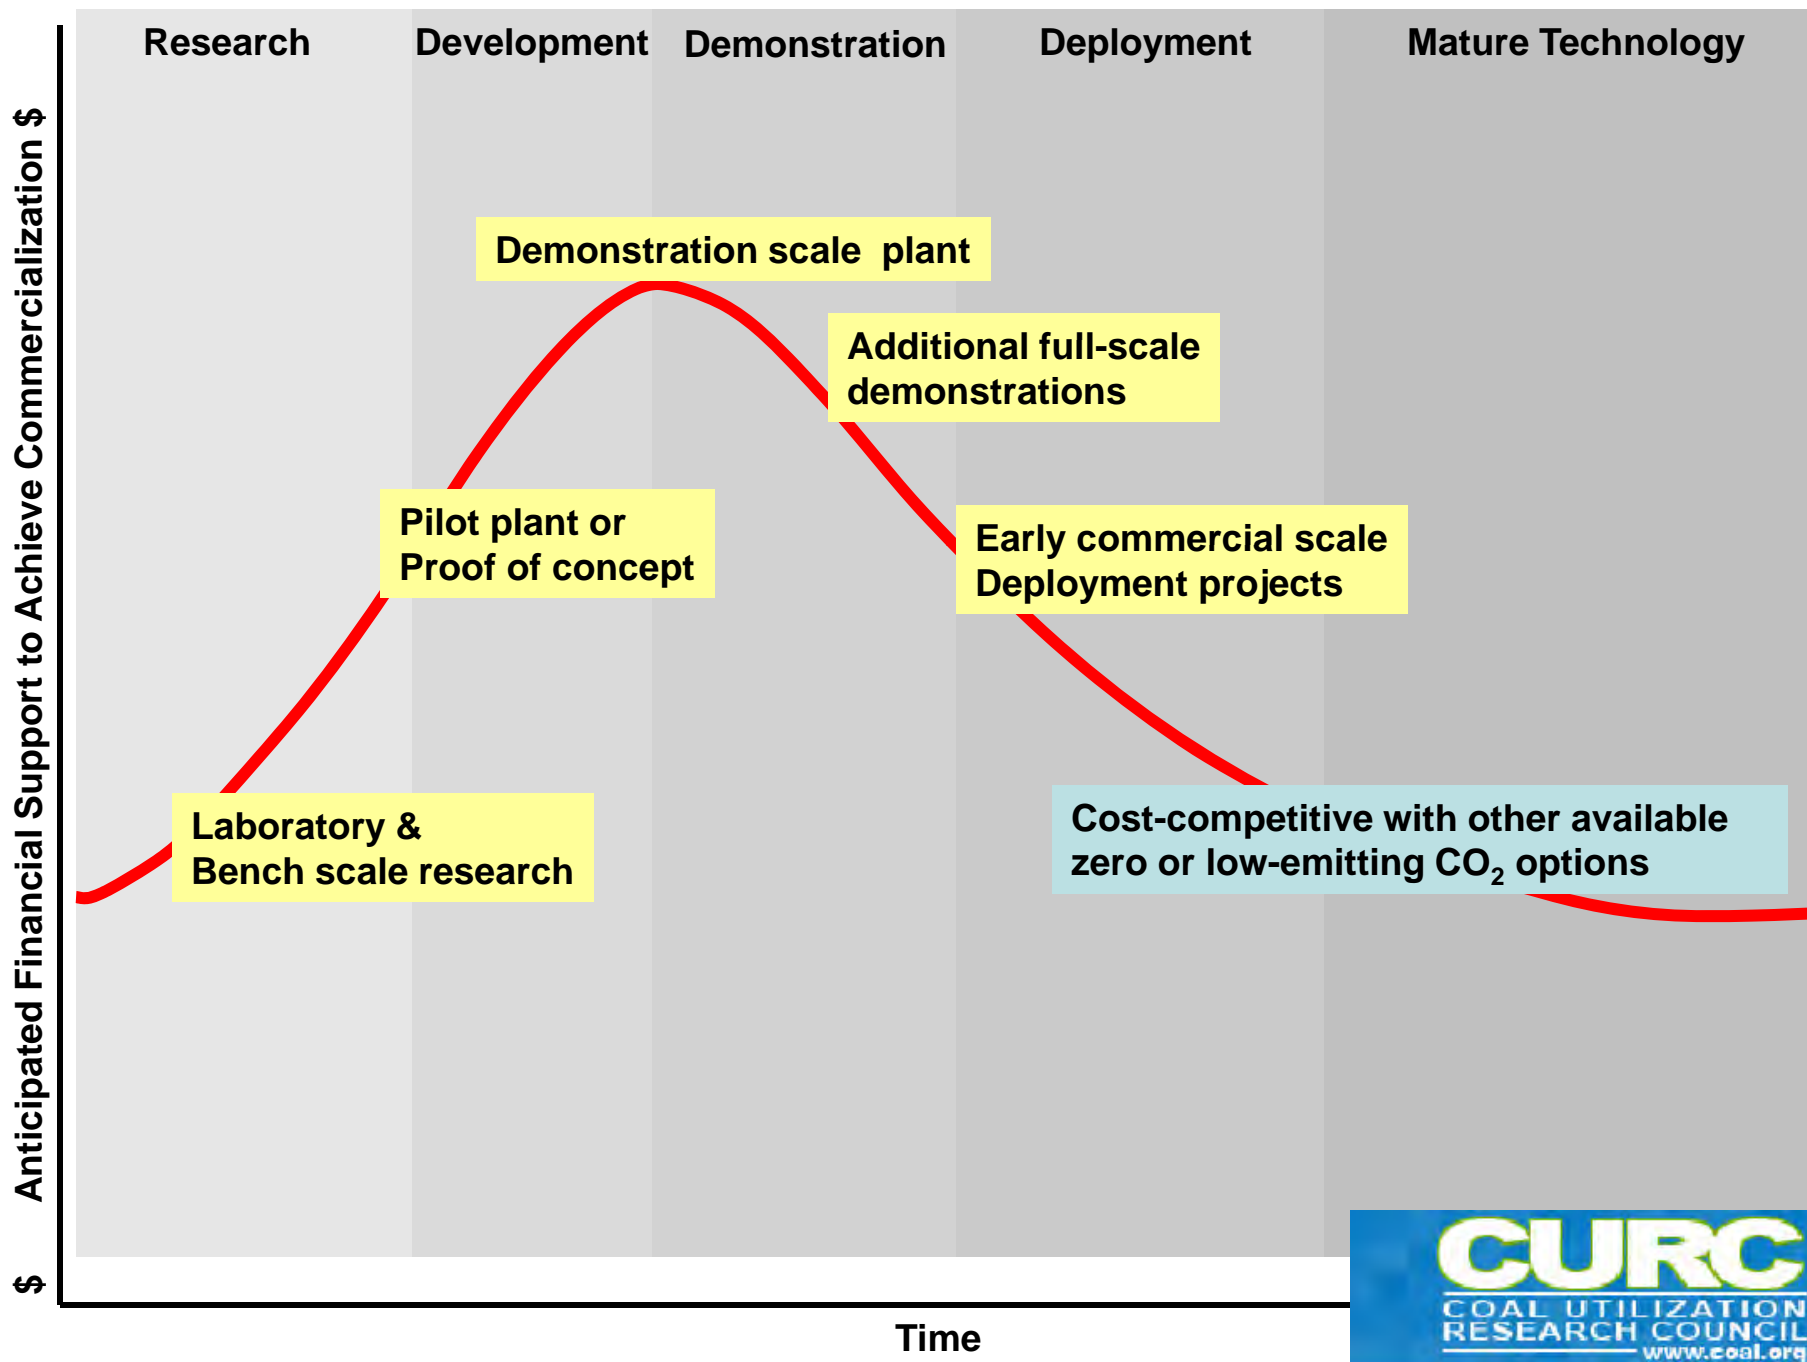 Research
Development
Demonstration
Deployment
Mature Technology
Anticipated Financial Support to Achieve Commercialization $
$
Demonstration scale plant
Additional full-scale
demonstrations
Pilot plant or
Proof of concept
Early commercial scale
Deployment projects
Laboratory &
Bench scale research
Cost-competitive with other available
zero or low-emitting CO₂ options
Time
CURC
COAL UTILIZATION
RESEARCH COUNCIL
www.coal.org